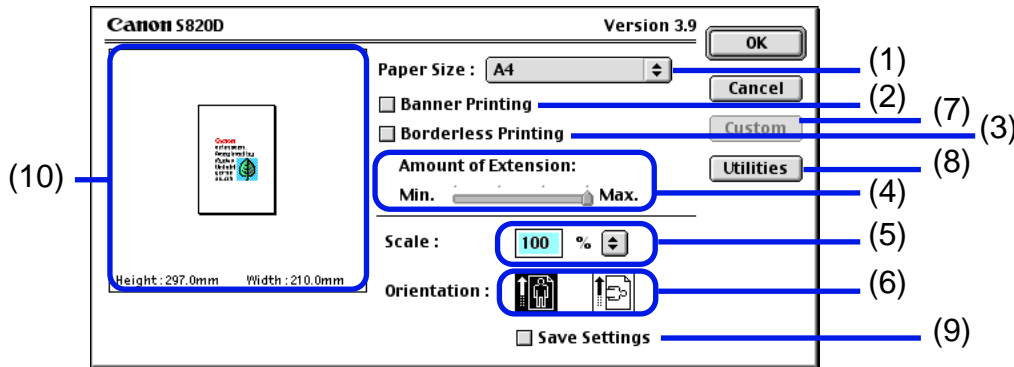 Canon S820D Version 3.9
OK
Paper Size : A4
(1)
Cancel
Banner Printing
(2)
(7)
Borderless Printing
Custom
(3)
Amount of Extension:
Utilities
(8)
(10)
Min. Max.
(4)
Scale : 100 %
(5)
Height : 297.0mm Width : 210.0mm
Orientation :
(6)
Save Settings
(9)